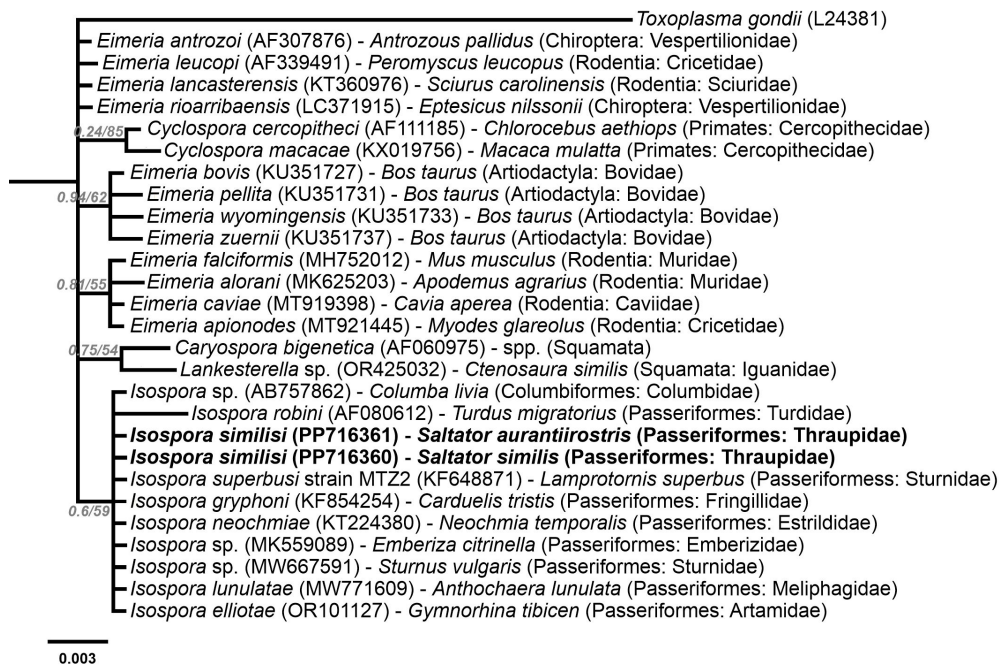 Toxoplasma gondii (L24381)
Eimeria antrozoi (AF307876) - Antrozous pallidus (Chiroptera: Vespertilionidae)
Eimeria leucopi (AF339491) - Peromyscus leucopus (Rodentia: Cricetidae)
Eimeria lancasterensis (KT360976) - Sciurus carolinensis (Rodentia: Sciuridae)
Eimeria rioarribaensis (LC371915) - Eptesicus nilssonii (Chiroptera: Vespertilionidae)
0.24/85
Cyclospora cercopitheci (AF111185) - Chlorocebus aethiops (Primates: Cercopithecidae)
Cyclospora macacae (KX019756) - Macaca mulatta (Primates: Cercopithecidae)
Eimeria bovis (KU351727) - Bos taurus (Artiodactyla: Bovidae)
0.94/62
Eimeria pellita (KU351731) - Bos taurus (Artiodactyla: Bovidae)
Eimeria wyomingensis (KU351733) - Bos taurus (Artiodactyla: Bovidae)
Eimeria zuernii (KU351737) - Bos taurus (Artiodactyla: Bovidae)
Eimeria falciformis (MH752012) - Mus musculus (Rodentia: Muridae)
0.81/55
Eimeria alorani (MK625203) - Apodemus agrarius (Rodentia: Muridae)
Eimeria caviae (MT919398) - Cavia aperea (Rodentia: Caviidae)
Eimeria apionodes (MT921445) - Myodes glareolus (Rodentia: Cricetidae)
0.75/54
Caryospora bigenetica (AF060975) - spp. (Squamata)
Lankesterella sp. (OR425032) - Ctenosaura similis (Squamata: Iguanidae)
Isospora sp. (AB757862) - Columba livia (Columbiformes: Columbidae)
Isospora robini (AF080612) - Turdus migratorius (Passeriformes: Turdidae)
Isospora similisi (PP716361) - Saltator aurantiirostris (Passeriformes: Thraupidae)
Isospora similisi (PP716360) - Saltator similis (Passeriformes: Thraupidae)
Isospora superbusi strain MTZ2 (KF648871) - Lamprotornis superbus (Passeriformess: Sturnidae)
Isospora gryphoni (KF854254) - Carduelis tristis (Passeriformes: Fringillidae)
0.6/59
Isospora neochmiae (KT224380) - Neochmia temporalis (Passeriformes: Estrildidae)
Isospora sp. (MK559089) - Emberiza citrinella (Passeriformes: Emberizidae)
Isospora sp. (MW667591) - Sturnus vulgaris (Passeriformes: Sturnidae)
Isospora lunulatae (MW771609) - Anthochaera lunulata (Passeriformes: Meliphagidae)
Isospora elliotae (OR101127) - Gymnorhina tibicen (Passeriformes: Artamidae)
0.003